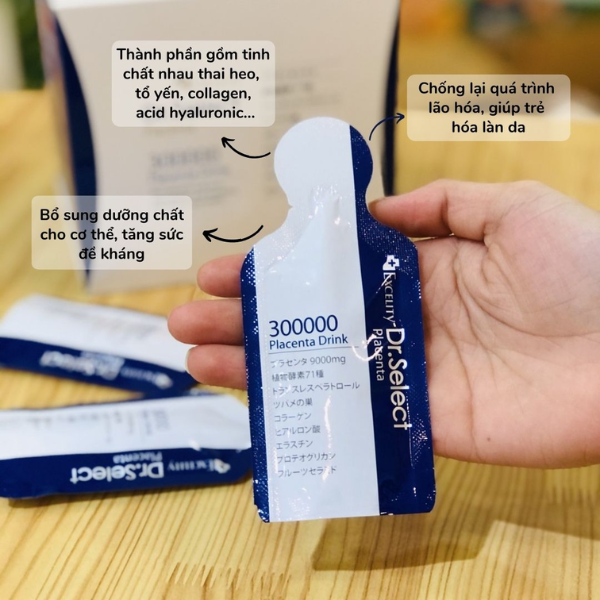 Thành phần gồm tinh
chất nhau thai heo,
tổ yến, collagen,
acid hyaluronic...
Chống lại quá trình
lão hóa, giúp trẻ
hóa làn da
Bổ sung dưỡng chất
cho cơ thể, tăng sức
đề kháng
300000
Placenta Drink
300000
Placenta Drink
プラセンタ 9000mg
植物酵素71種
トランスレスベラトロール
ツバメの巣
コラーゲン
ヒアルロン酸
エラスチン
プロテオグリカン
フルーツセラミド
EXCELITY
Dr.Select
Placenta
Dr.Select
EXCELITY
Dr.Select
Placenta